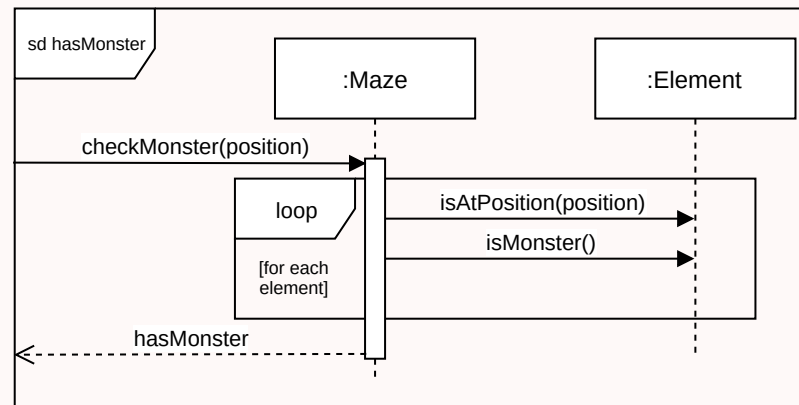 sd hasMonster
:Maze
:Element
checkMonster(position)
loop
isAtPosition(position)
isMonster()
[for each
element]
hasMonster